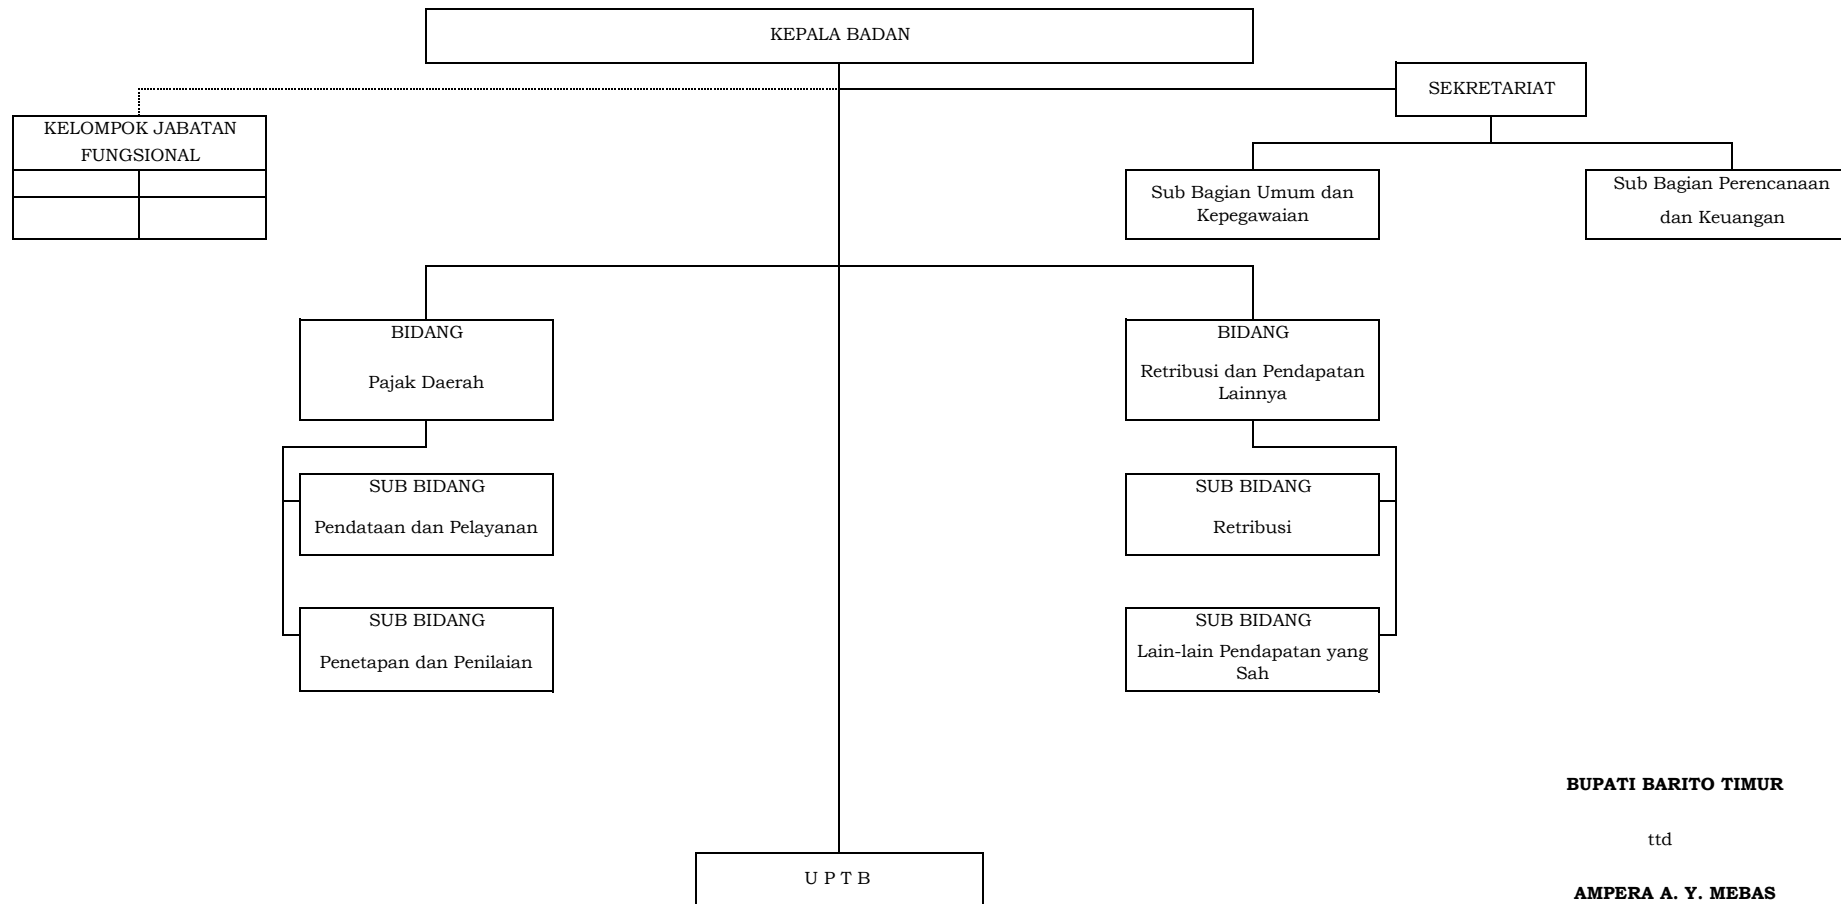 KEPALA BADAN
SEKRETARIAT
KELOMPOK JABATAN
FUNGSIONAL
Sub Bagian Umum dan
Kepegawaian
Sub Bagian Perencanaan
dan Keuangan
BIDANG
Pajak Daerah
BIDANG
Retribusi dan Pendapatan
Lainnya
SUB BIDANG
Pendataan dan Pelayanan
SUB BIDANG
Retribusi
SUB BIDANG
Penetapan dan Penilaian
SUB BIDANG
Lain-lain Pendapatan yang
Sah
BUPATI BARITO TIMUR
ttd
U P T B
AMPERA A. Y. MEBAS